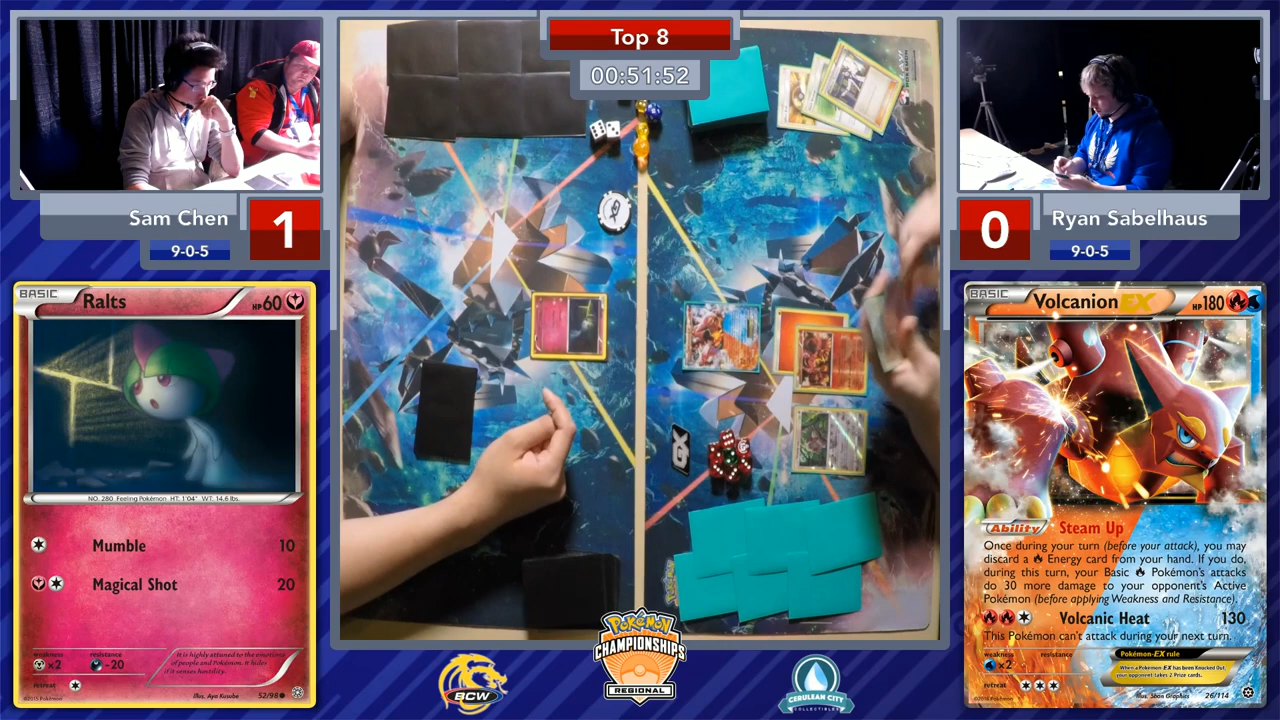 Top 8
00:51:52
Sam Chen
1
9-0-5
0
Ryan Sabelhaus
9-0-5
BASIC
Ralts
HP60
NO. 280 Feeling Pokémon HT: 1'04" WT: 14.6 lbs.
Mumble 10
Magical Shot 20
weakness
x2
resistance
-20
It is highly attuned to the emotions
of people and Pokémon. It hides
if it senses hostility.
retreat
Illus. Aya Kusube
52/98
BASIC
Volcanion EX
HP180
Ability Steam Up
Once during your turn (before your attack), you may
discard a Energy card from your hand. If you do,
during this turn, your Basic Pokémon's attacks
do 30 more damage to your opponent's Active
Pokémon (before applying Weakness and Resistance).
Volcanic Heat 130
This Pokémon can't attack during your next turn.
weakness
x2
resistance
Pokémon-EX rule
When a Pokémon-EX has been Knocked Out,
your opponent takes 2 Prize cards.
retreat
26/114
GX
BCW
Pokémon
CHAMPIONSHIPS
REGIONAL
CERULEAN CITY
COLLECTIBLES